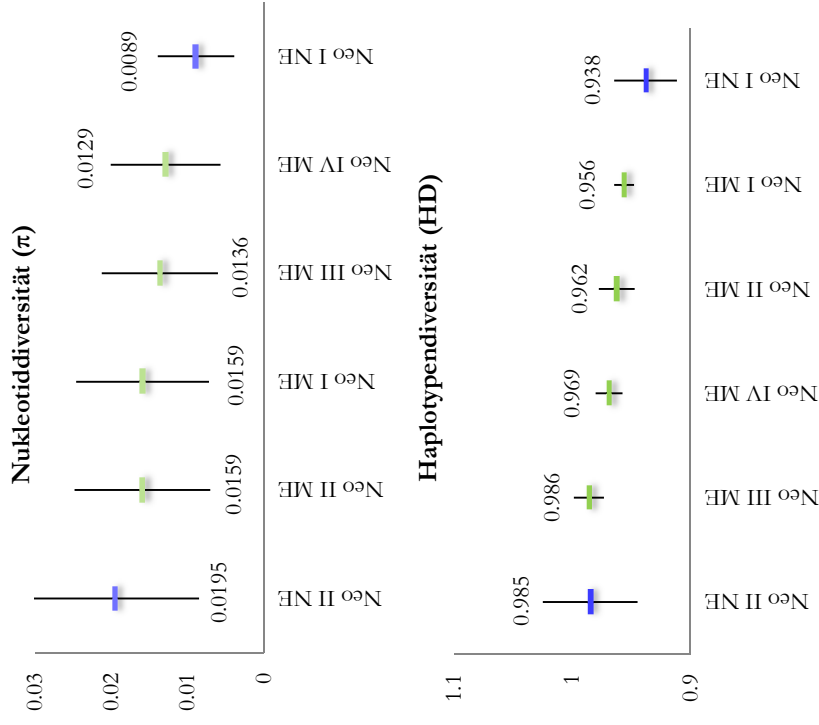 Nukleotiddiversität (π)
0.03
0.02
0.01
0
0.0195
0.0159
0.0159
0.0136
0.0129
0.0089
Neo II NE
Neo II ME
Neo I ME
Neo III ME
Neo IV ME
Neo I NE
Haplotypendiversität (HD)
1.1
1
0.9
0.985
0.986
0.969
0.962
0.956
0.938
Neo II NE
Neo III ME
Neo IV ME
Neo II ME
Neo I ME
Neo I NE